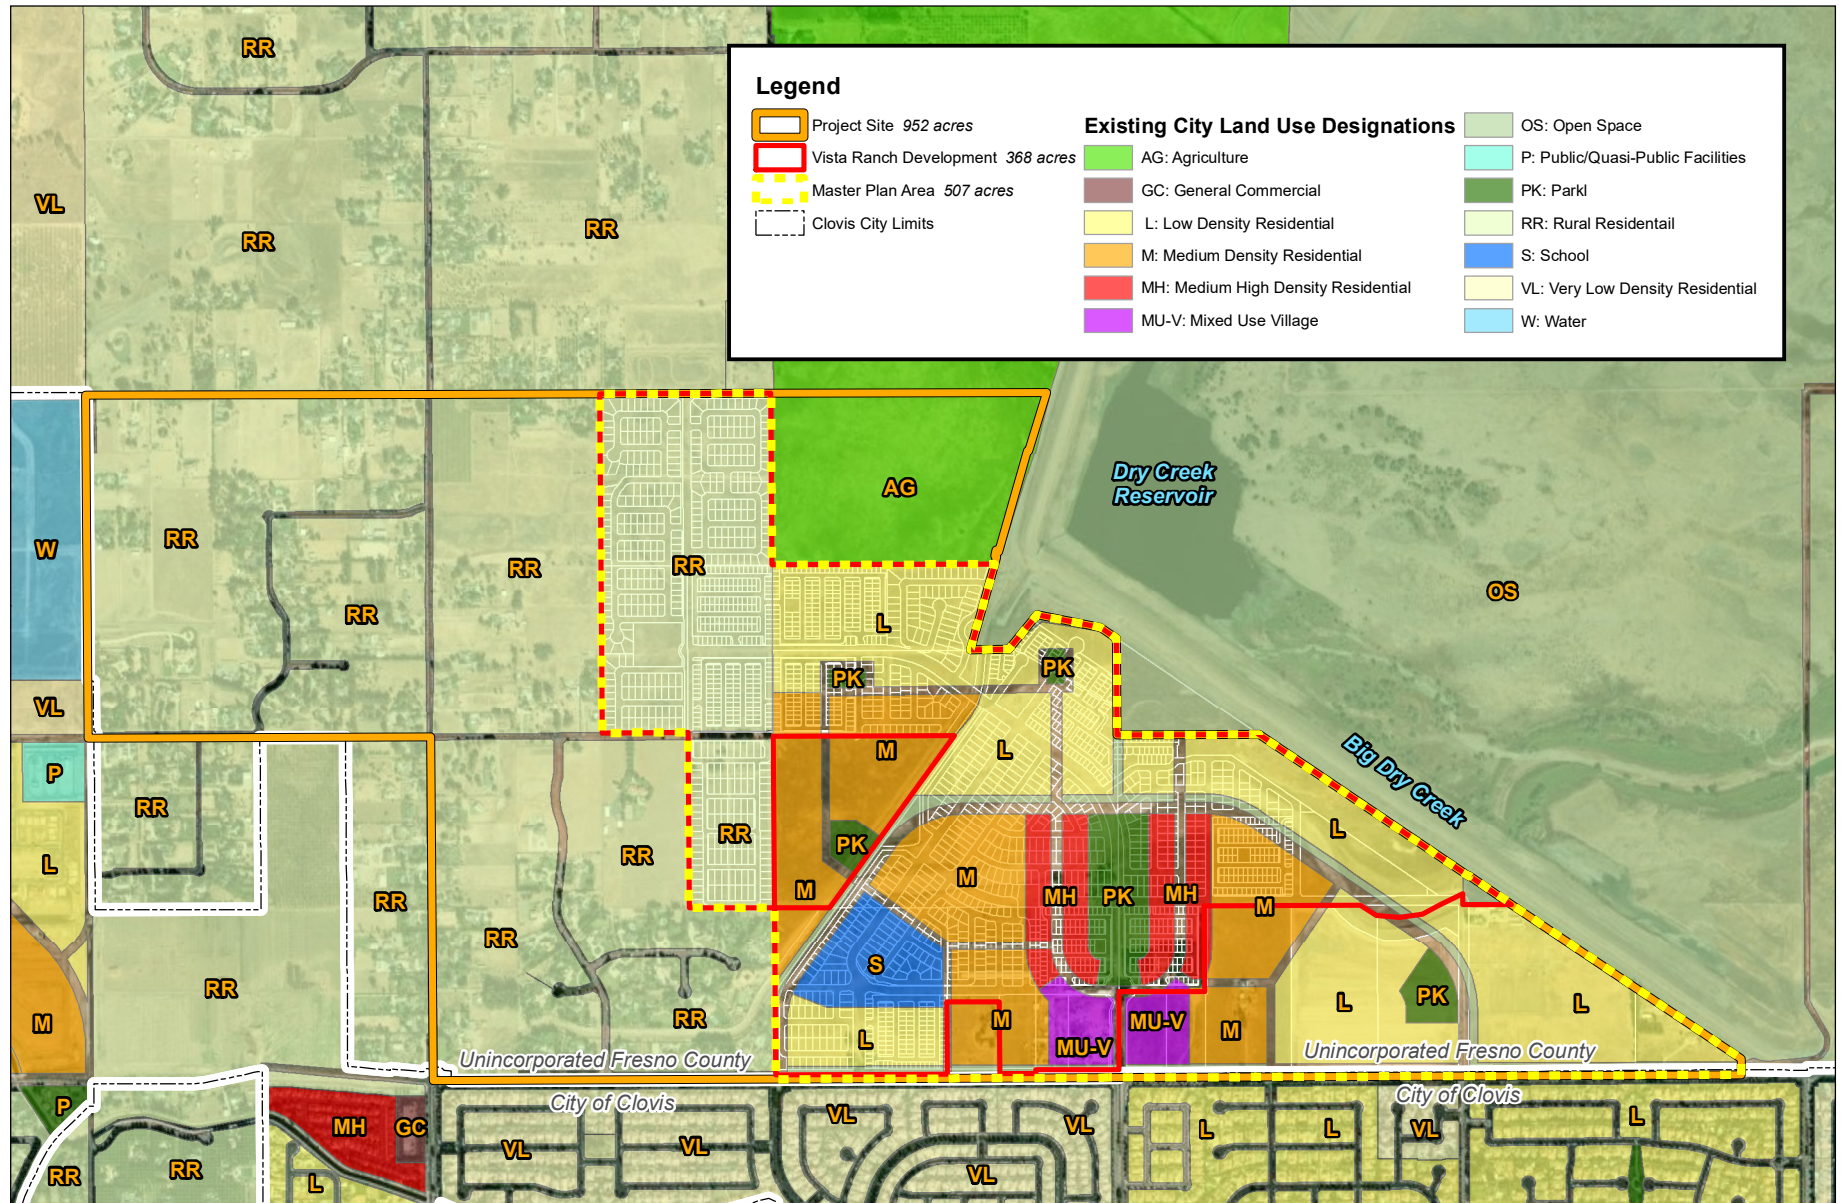 RR
Legend
Project Site 952 acres
Vista Ranch Development 368 acres
Master Plan Area 507 acres
Clovis City Limits
Existing City Land Use Designations
AG: Agriculture
GC: General Commercial
L: Low Density Residential
M: Medium Density Residential
MH: Medium High Density Residential
MU-V: Mixed Use Village
OS: Open Space
P: Public/Quasi-Public Facilities
PK: Parkl
RR: Rural Residentail
S: School
VL: Very Low Density Residential
W: Water
VL
RR
RR
Dry Creek
Reservoir
AG
W
RR
RR
RR
RR
OS
RR
L
PK
PK
VL
M
L
Big Dry Creek
P
RR
RR
RR
PK
L
L
M
M
MH
PK
MH
M
RR
RR
S
RR
PK
L
L
M
RR
M
MU-V
M
L
MU-V
Unincorporated Fresno County
Unincorporated Fresno County
City of Clovis
City of Clovis
P
MH
GC
VL
VL
L
L
VL
L
VL
VL
RR
RR
L
VL